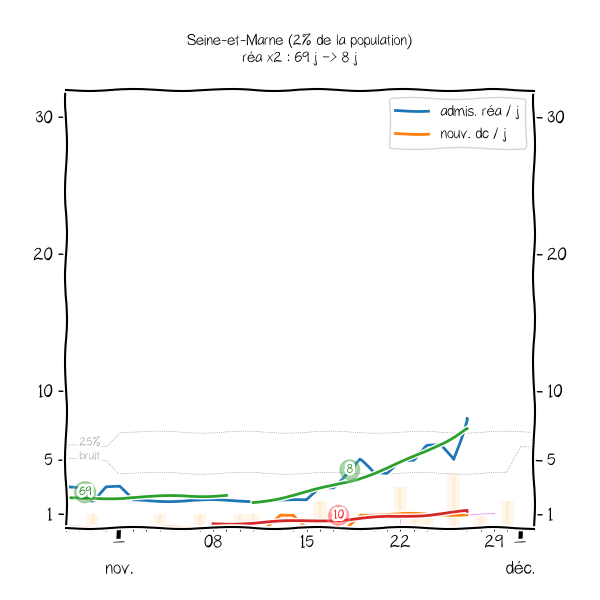 Seine-et-Marne (2% de la population)
réa x2 : 69 j -> 8 j
admis. réa / j
nouv. dc / j
30
30
20
20
10
10
25%
bruit
5
5
69
8
10
1
1
08
15
22
29
nov.
déc.